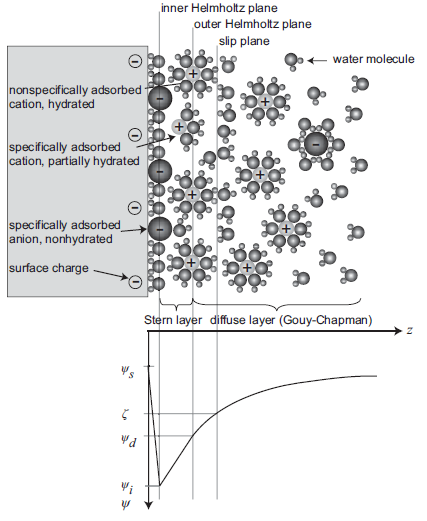 inner Helmholtz plane
outer Helmholtz plane
slip plane
water molecule
nonspecifically adsorbed
cation, hydrated
specifically adsorbed
cation, partially hydrated
specifically adsorbed
anion, nonhydrated
surface charge
Stern layer diffuse layer (Gouy-Chapman)
z
ψs
ζ
ψd
ψi
ψ